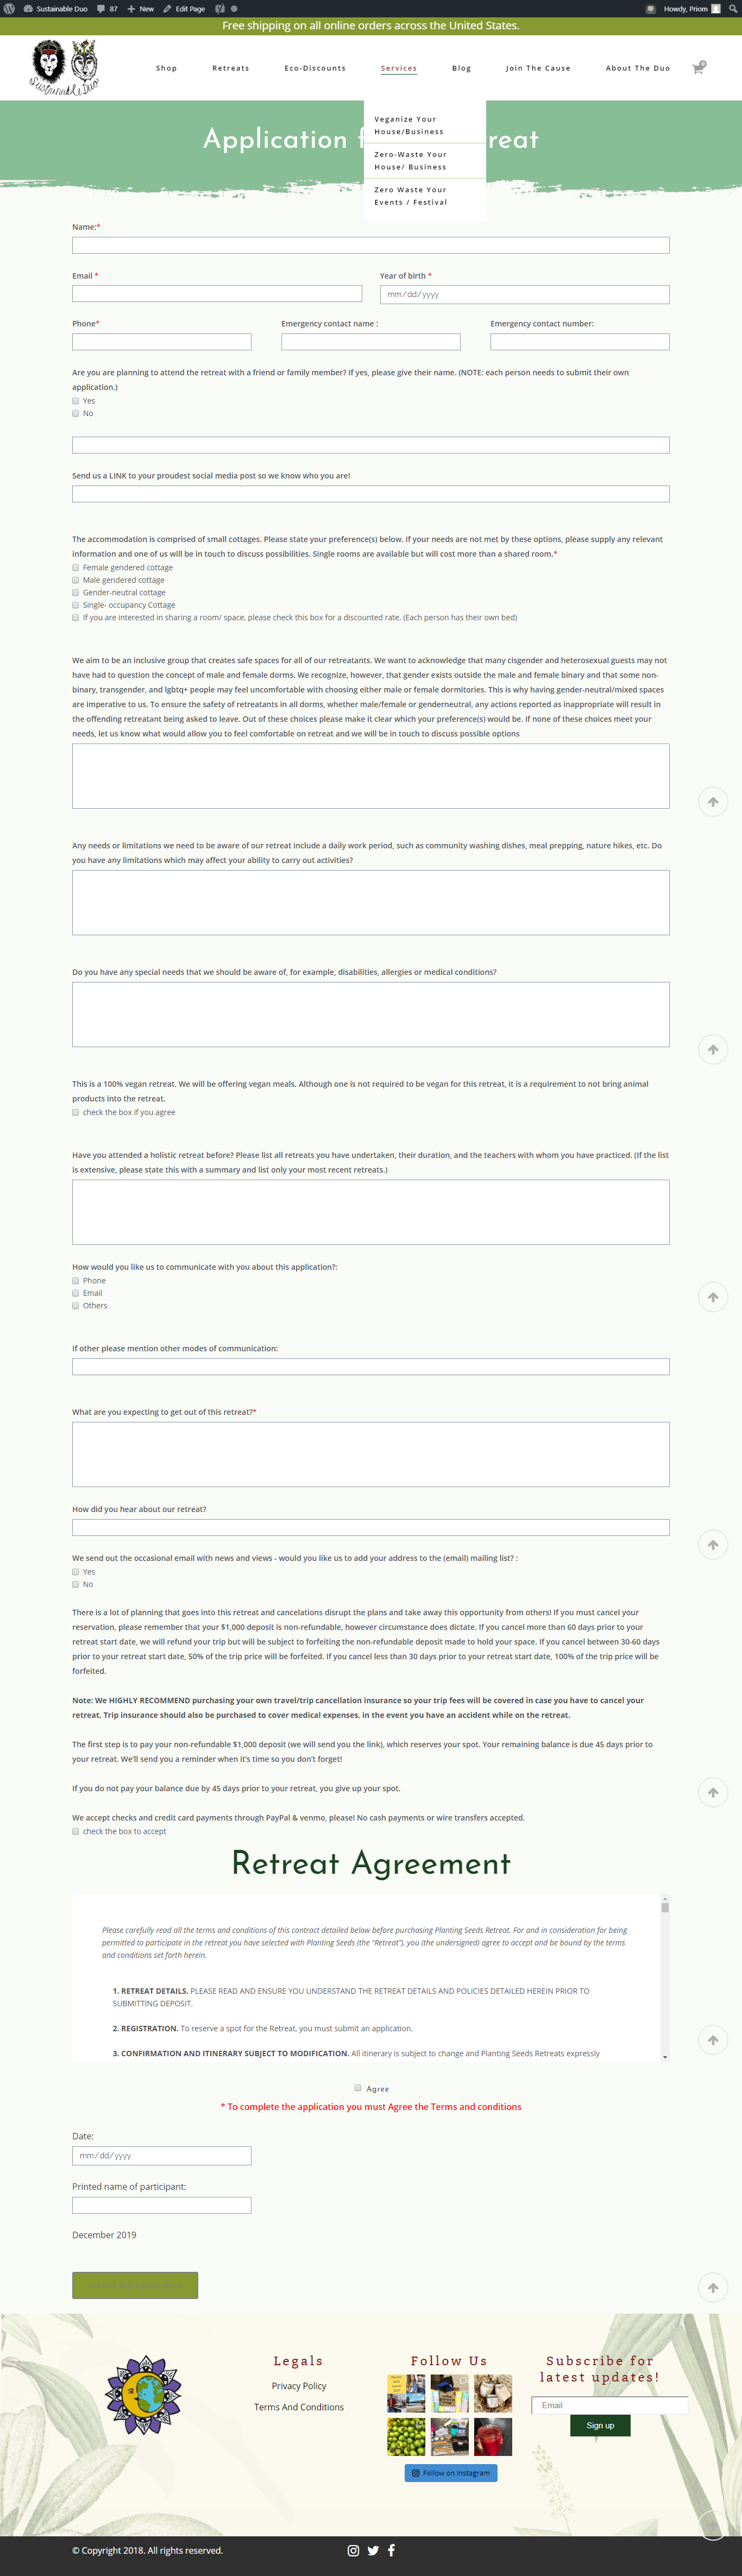 Sustainable Duo 87 New Edit Page Howdy, Priom
Free shipping on all online orders across the United States.
Sustainable Duo
Shop Retreats Eco-Discounts Services Blog Join The Cause About The Duo 0
Veganize Your
House/Business
Zero-Waste Your
House/ Business
Zero Waste Your
Events / Festival
Application reat
Name:*
Email * Year of birth *
mm/dd/yyyy
Phone* Emergency contact name : Emergency contact number:
Are you are planning to attend the retreat with a friend or family member? If yes, please give their name. (NOTE: each person needs to submit their own
application.)
Yes
No
Send us a LINK to your proudest social media post so we know who you are!
The accommodation is comprised of small cottages. Please state your preference(s) below. If your needs are not met by these options, please supply any relevant
information and one of us will be in touch to discuss possibilities. Single rooms are available but will cost more than a shared room.*
Female gendered cottage
Male gendered cottage
Gender-neutral cottage
Single- occupancy Cottage
If you are interested in sharing a room/ space, please check this box for a discounted rate. (Each person has their own bed)
We aim to be an inclusive group that creates safe spaces for all of our retreatants. We want to acknowledge that many cisgender and heterosexual guests may not
have had to question the concept of male and female dorms. We recognize, however, that gender exists outside the male and female binary and that some non-
binary, transgender, and lgbtq+ people may feel uncomfortable with choosing either male or female dormitories. This is why having gender-neutral/mixed spaces
are imperative to us. To ensure the safety of retreatants in all dorms, whether male/female or genderneutral, any actions reported as inappropriate will result in
the offending retreatant being asked to leave. Out of these choices please make it clear which your preference(s) would be. If none of these choices meet your
needs, let us know what would allow you to feel comfortable on retreat and we will be in touch to discuss possible options
Any needs or limitations we need to be aware of our retreat include a daily work period, such as community washing dishes, meal prepping, nature hikes, etc. Do
you have any limitations which may affect your ability to carry out activities?
Do you have any special needs that we should be aware of, for example, disabilities, allergies or medical conditions?
This is a 100% vegan retreat. We will be offering vegan meals. Although one is not required to be vegan for this retreat, it is a requirement to not bring animal
products into the retreat.
check the box if you agree
Have you attended a holistic retreat before? Please list all retreats you have undertaken, their duration, and the teachers with whom you have practiced. (If the list
is extensive, please state this with a summary and list only your most recent retreats.)
How would you like us to communicate with you about this application?:
Phone
Email
Others
If other please mention other modes of communication:
What are you expecting to get out of this retreat?*
How did you hear about our retreat?
We send out the occasional email with news and views - would you like us to add your address to the (email) mailing list? :
Yes
No
There is a lot of planning that goes into this retreat and cancelations disrupt the plans and take away this opportunity from others! If you must cancel your
reservation, please remember that your $1,000 deposit is non-refundable, however circumstance does dictate. If you cancel more than 60 days prior to your
retreat start date, we will refund your trip but will be subject to forfeiting the non-refundable deposit made to hold your space. If you cancel between 30-60 days
prior to your retreat start date, 50% of the trip price will be forfeited. If you cancel less than 30 days prior to your retreat start date, 100% of the trip price will be
forfeited.
Note: We HIGHLY RECOMMEND purchasing your own travel/trip cancellation insurance so your trip fees will be covered in case you have to cancel your
retreat. Trip insurance should also be purchased to cover medical expenses, in the event you have an accident while on the retreat.
The first step is to pay your non-refundable $1,000 deposit (we will send you the link), which reserves your spot. Your remaining balance is due 45 days prior to
your retreat. We'll send you a reminder when it's time so you don't forget!
If you do not pay your balance due by 45 days prior to your retreat, you give up your spot.
We accept checks and credit card payments through PayPal & venmo, please! No cash payments or wire transfers accepted.
check the box to accept
Retreat Agreement
Please carefully read all the terms and conditions of this contract detailed below before purchasing Planting Seeds Retreat. For and in consideration for being
permitted to participate in the retreat you have selected with Planting Seeds (the "Retreat"), you (the undersigned) agree to accept and be bound by the terms
and conditions set forth herein.
1. RETREAT DETAILS. PLEASE READ AND ENSURE YOU UNDERSTAND THE RETREAT DETAILS AND POLICIES DETAILED HEREIN PRIOR TO
SUBMITTING DEPOSIT.
2. REGISTRATION. To reserve a spot for the Retreat, you must submit an application.
3. CONFIRMATION AND ITINERARY SUBJECT TO MODIFICATION. All itinerary is subject to change and Planting Seeds Retreats expressly
Agree
* To complete the application you must Agree the Terms and conditions
Date:
mm/dd/yyyy
Printed name of participant:
December 2019
Legals
Privacy Policy
Terms And Conditions
Follow Us
Follow on Instagram
Subscribe for
latest updates!
Email
Sign up
© Copyright 2018. All rights reserved.